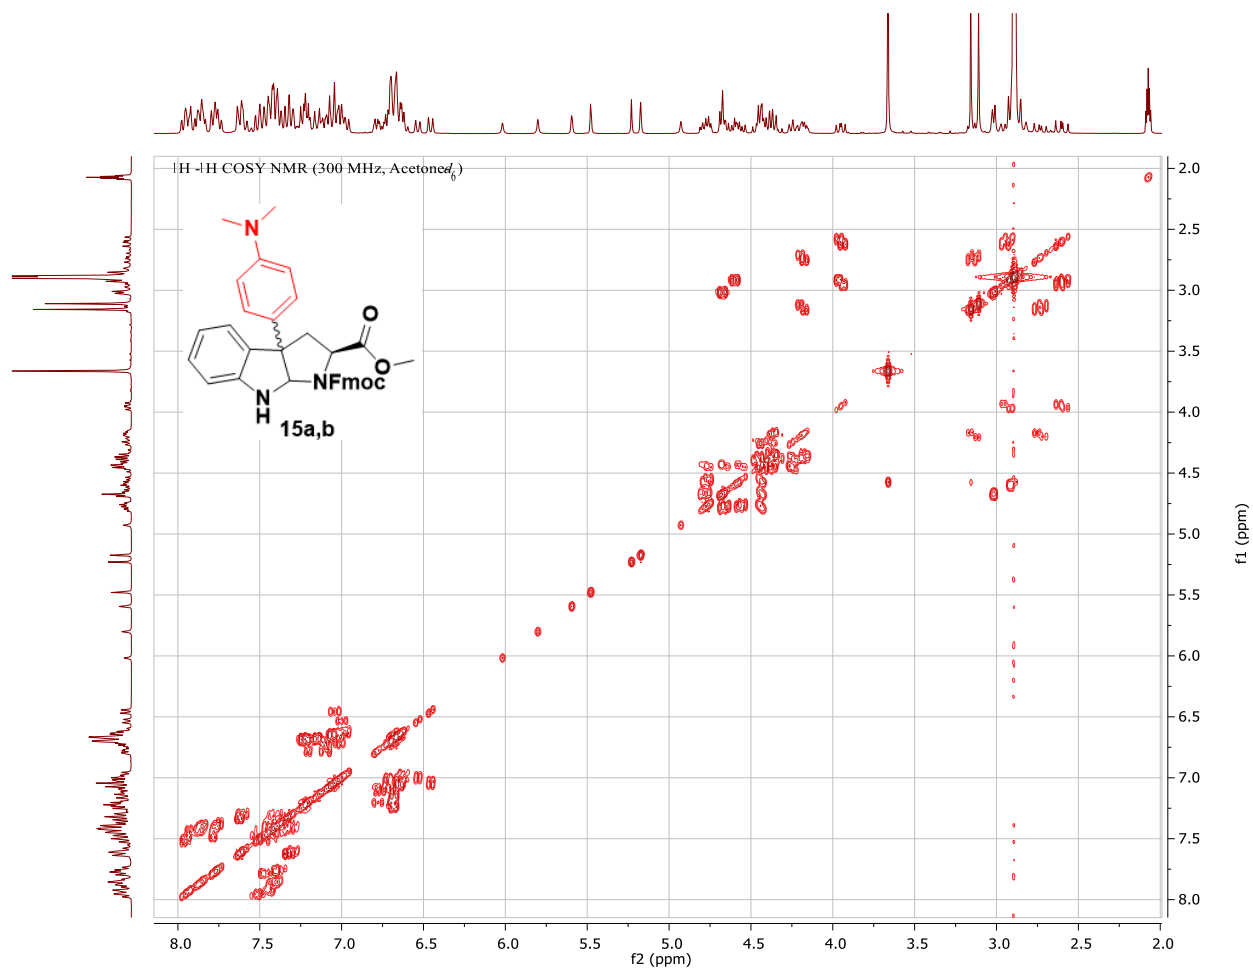 1H -1H COSY NMR (300 MHz, Acetone-d6)
N
O
O
NFmoc
N
H
15a,b
2.0
2.5
3.0
3.5
4.0
4.5
5.0
5.5
6.0
6.5
7.0
7.5
8.0
f1 (ppm)
8.0 7.5 7.0 6.5 6.0 5.5 5.0 4.5 4.0 3.5 3.0 2.5 2.0
f2 (ppm)